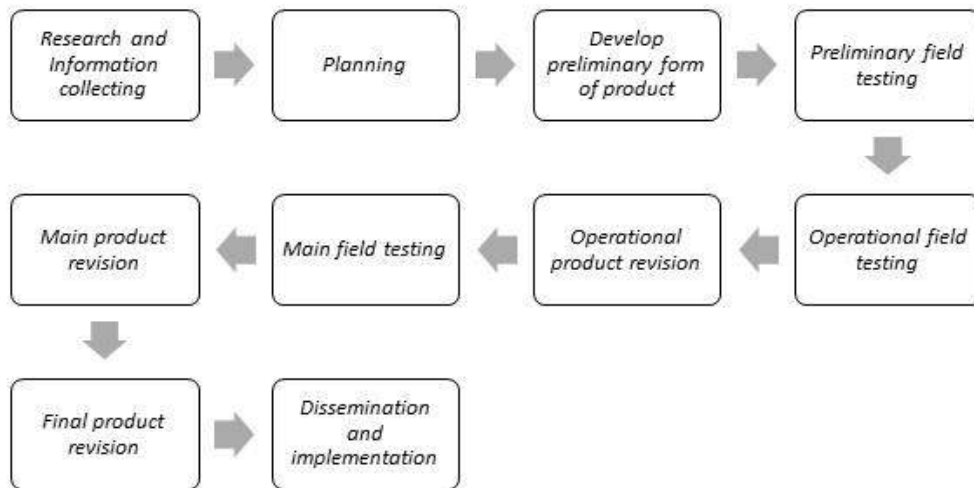 Research and
Information
collecting
Planning
Develop
preliminary form
of product
Preliminary field
testing
Operational field
testing
Operational
product revision
Main field testing
Main product
revision
Final product
revision
Dissemination
and
implementation